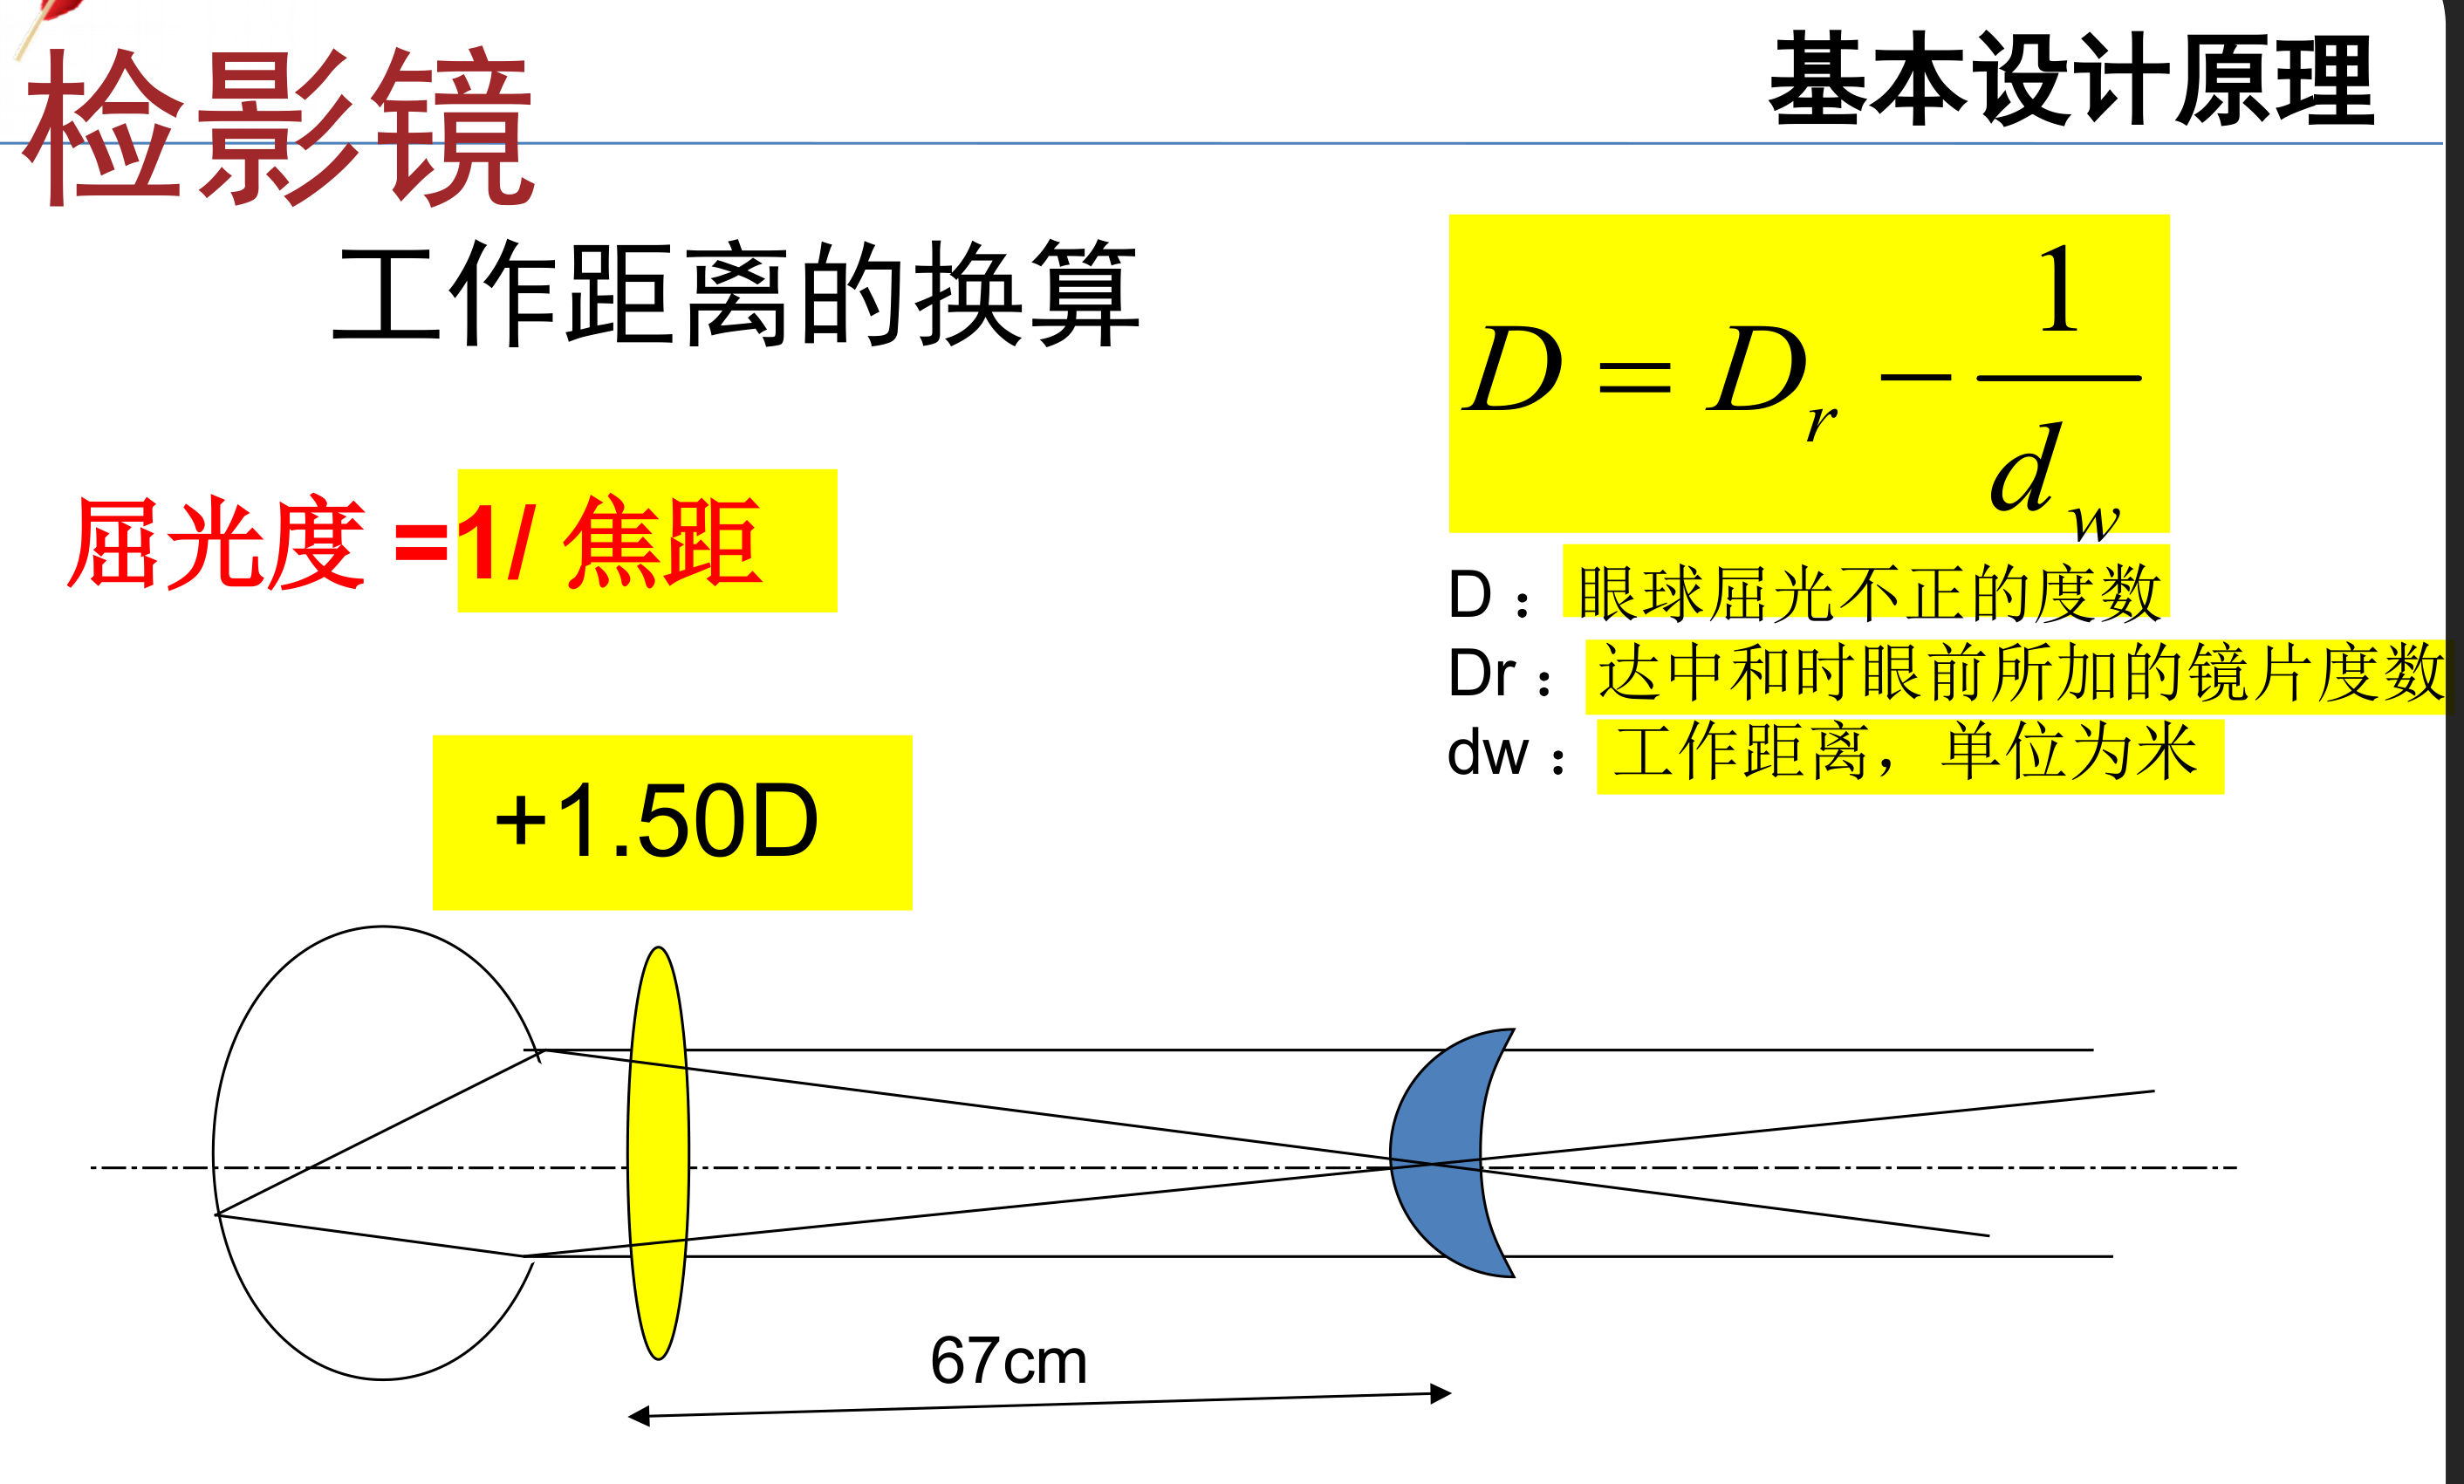 检影镜
基本设计原理
工作距离的换算
D = Dr − 1/dw
屈光度 =1/ 焦距
D ： 眼球屈光不正的度数
Dr ： 达中和时眼前所加的镜片度数
dw ： 工作距离，单位为米
+1.50D
67cm